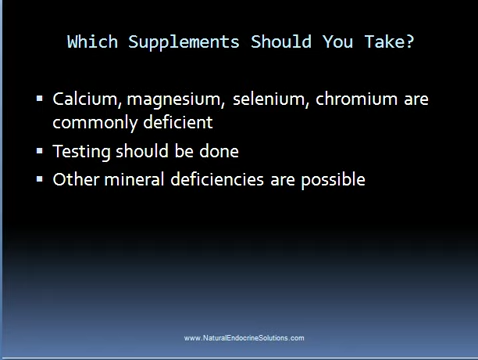 Which Supplements Should You Take?
▪ Calcium, magnesium, selenium, chromium are
commonly deficient
▪ Testing should be done
▪ Other mineral deficiencies are possible
www.NaturalEndocrineSolutions.com